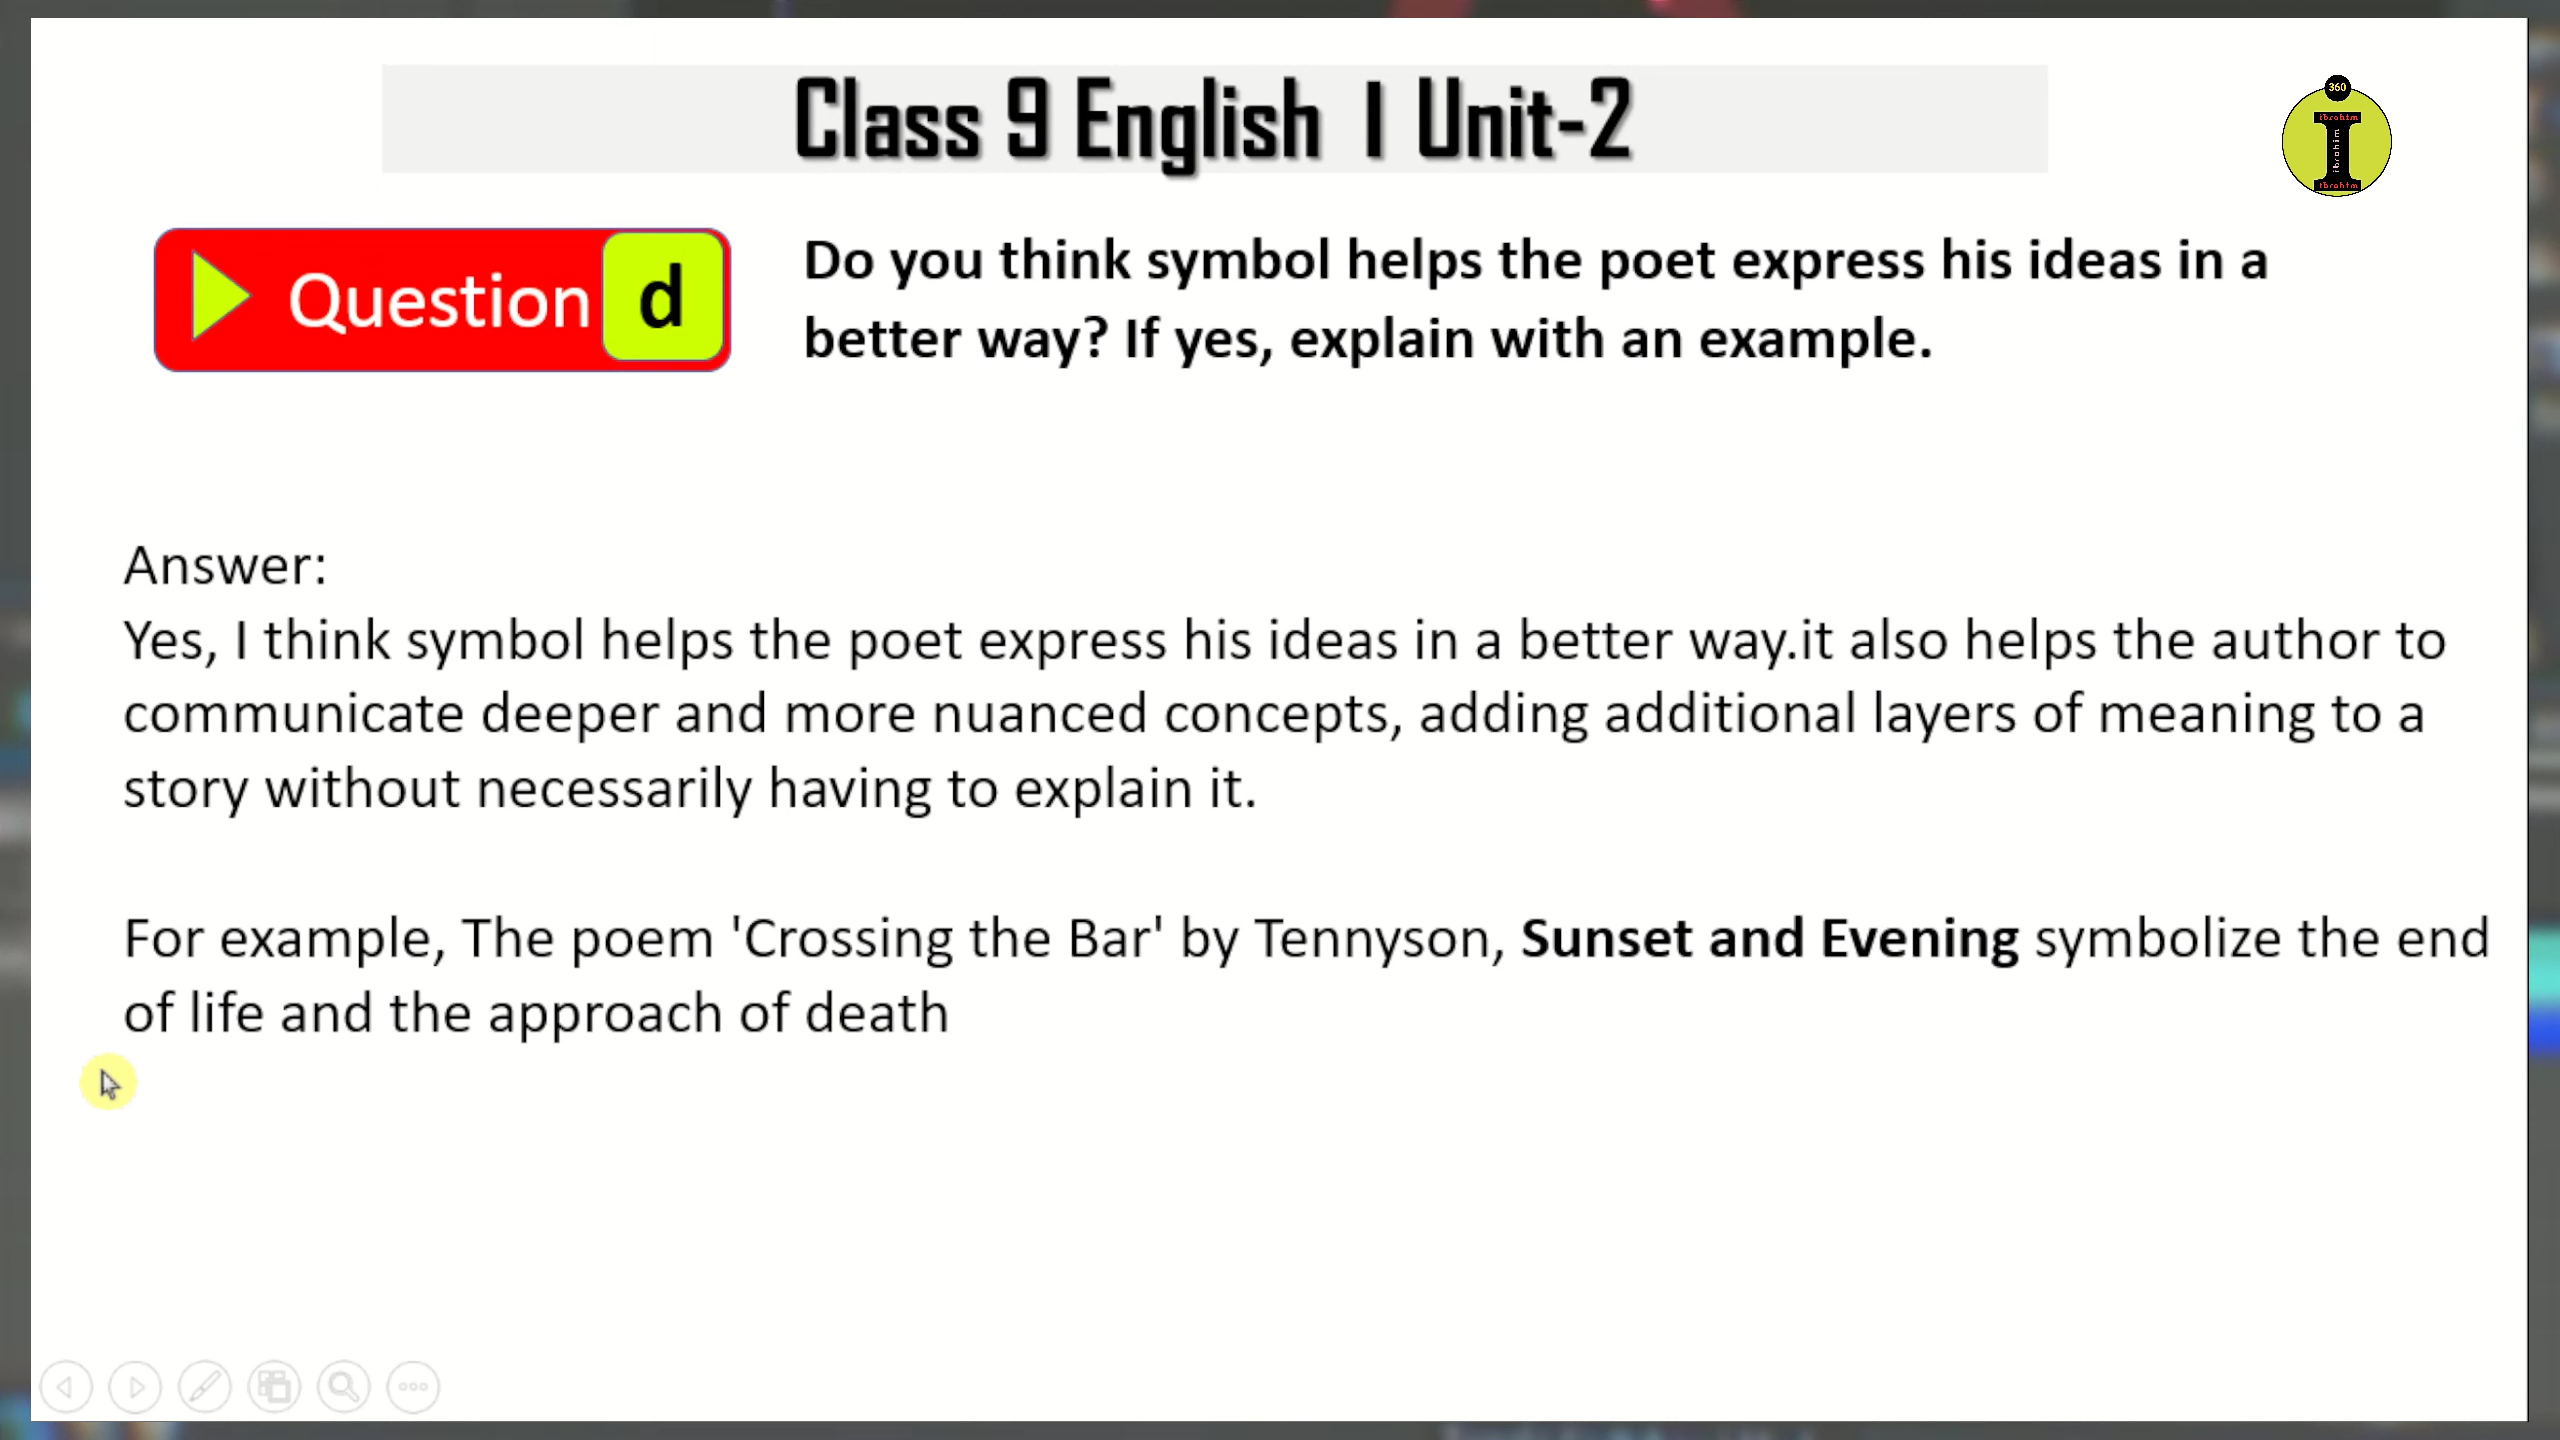 Class 9 English I Unit-2
360
ibrahim
ibrahim
ibrahim
Question d
Do you think symbol helps the poet express his ideas in a
better way? If yes, explain with an example.
Answer:
Yes, I think symbol helps the poet express his ideas in a better way.it also helps the author to
communicate deeper and more nuanced concepts, adding additional layers of meaning to a
story without necessarily having to explain it.
For example, The poem 'Crossing the Bar' by Tennyson, Sunset and Evening symbolize the end
of life and the approach of death